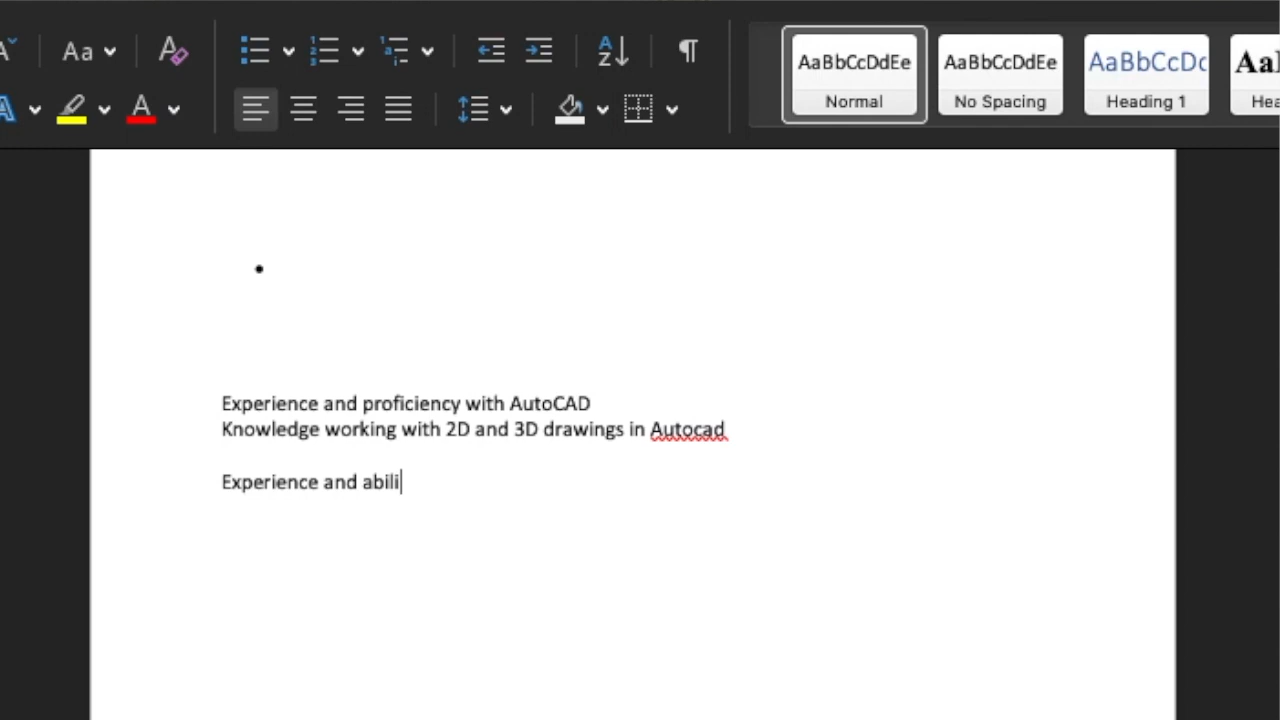 Aa
AaBbCcDdEe
AaBbCcDdEe
AaBbCcDc
Normal
No Spacing
Heading 1
Experience and proficiency with AutoCAD
Knowledge working with 2D and 3D drawings in Autocad
Experience and abili